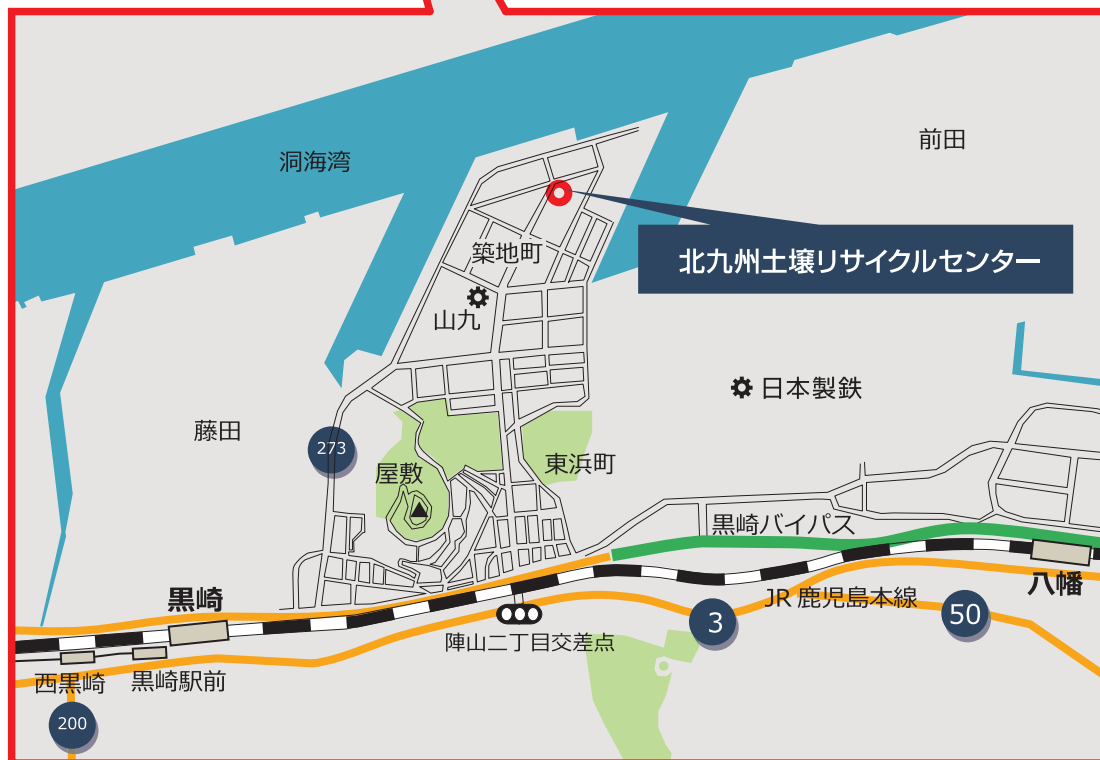 前田
洞海湾
築地町
北九州土壌リサイクルセンター
山九
日本製鉄
藤田
273
屋敷
東浜町
黒崎バイパス
八幡
黒崎
JR 鹿児島本線
3
50
陣山二丁目交差点
西黒崎
黒崎駅前
200